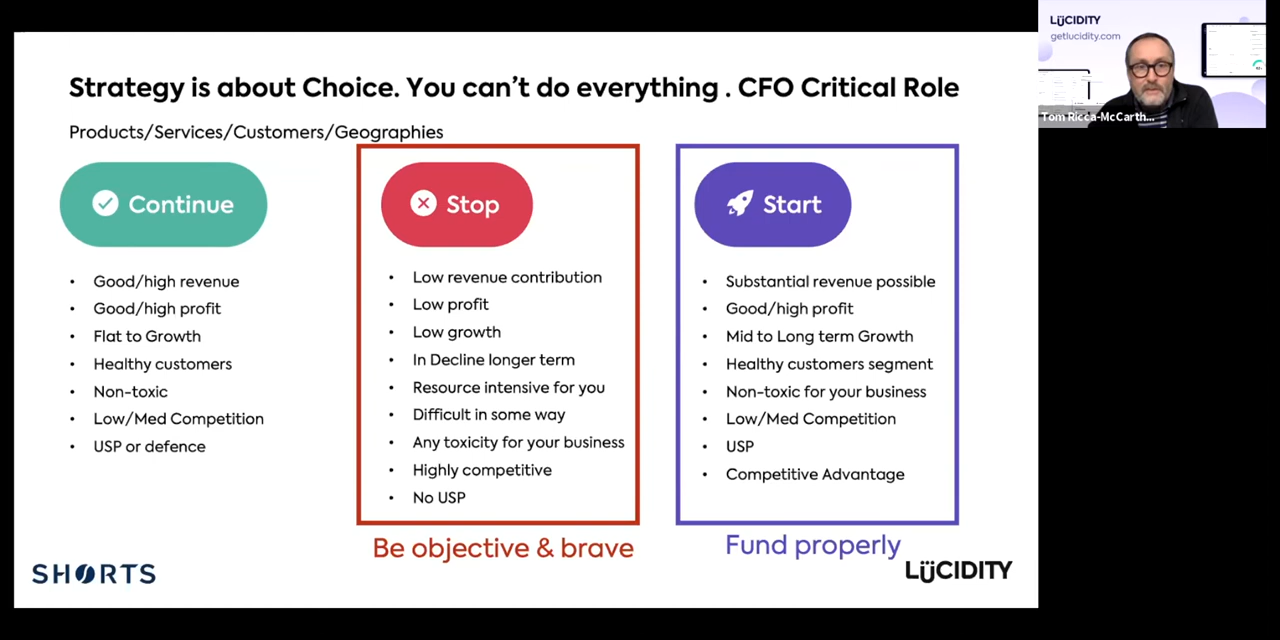 Strategy is about Choice. You can't do everything . CFO Critical Role
Products/Services/Customers/Geographies
Continue
• Good/high revenue
• Good/high profit
• Flat to Growth
• Healthy customers
• Non-toxic
• Low/Med Competition
• USP or defence
Stop
• Low revenue contribution
• Low profit
• Low growth
• In Decline longer term
• Resource intensive for you
• Difficult in some way
• Any toxicity for your business
• Highly competitive
• No USP
Be objective & brave
Start
• Substantial revenue possible
• Good/high profit
• Mid to Long term Growth
• Healthy customers segment
• Non-toxic for your business
• Low/Med Competition
• USP
• Competitive Advantage
Fund properly
SHORTS
LÜCIDITY
LÜCIDITY
getlucidity.com
Tom Ricca-McCarth...